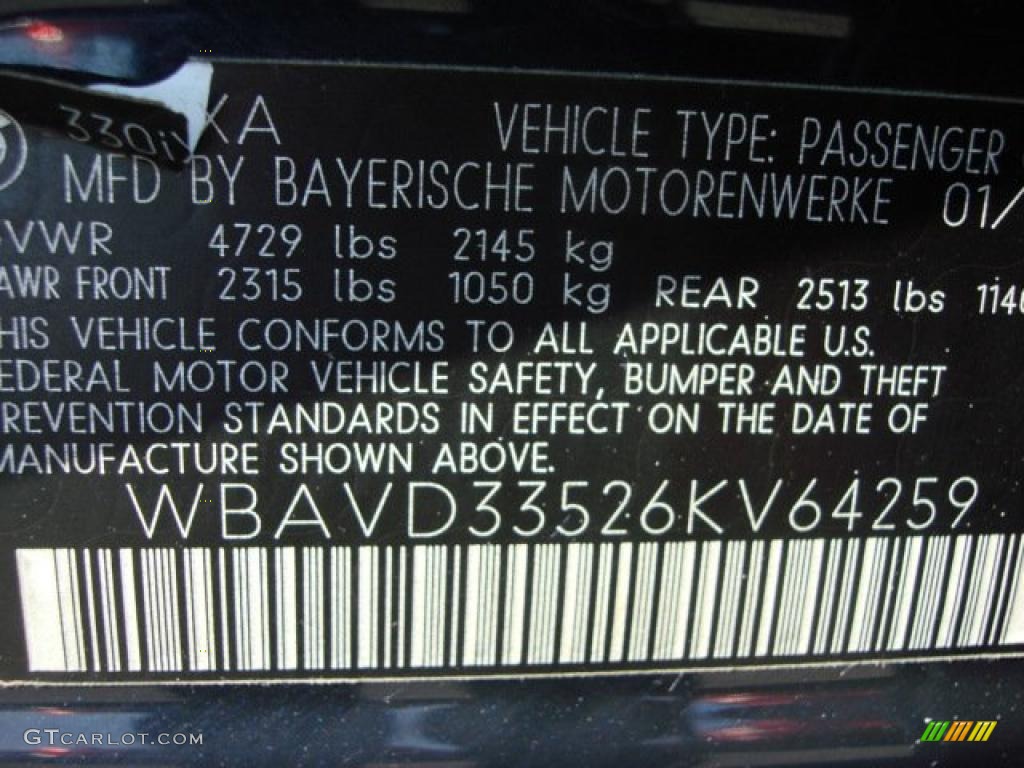 330i XA VEHICLE TYPE: PASSENGER
MFD BY BAYERISCHE MOTORENWERKE 01/
VWR 4729 lbs 2145 kg
AWR FRONT 2315 lbs 1050 kg REAR 2513 lbs 114
HIS VEHICLE CONFORMS TO ALL APPLICABLE U.S.
EDERAL MOTOR VEHICLE SAFETY, BUMPER AND THEFT
REVENTION STANDARDS IN EFFECT ON THE DATE OF
MANUFACTURE SHOWN ABOVE.
WBAVD33526KV64259
GTCARLOT.COM